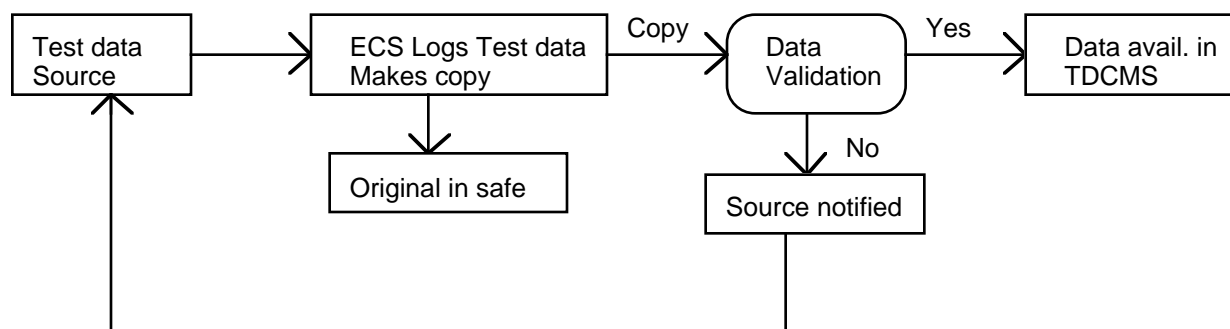 Test data
Source
ECS Logs Test data
Makes copy
Copy
Data
Validation
Yes
Data avail. in
TDCMS
Original in safe
No
Source notified